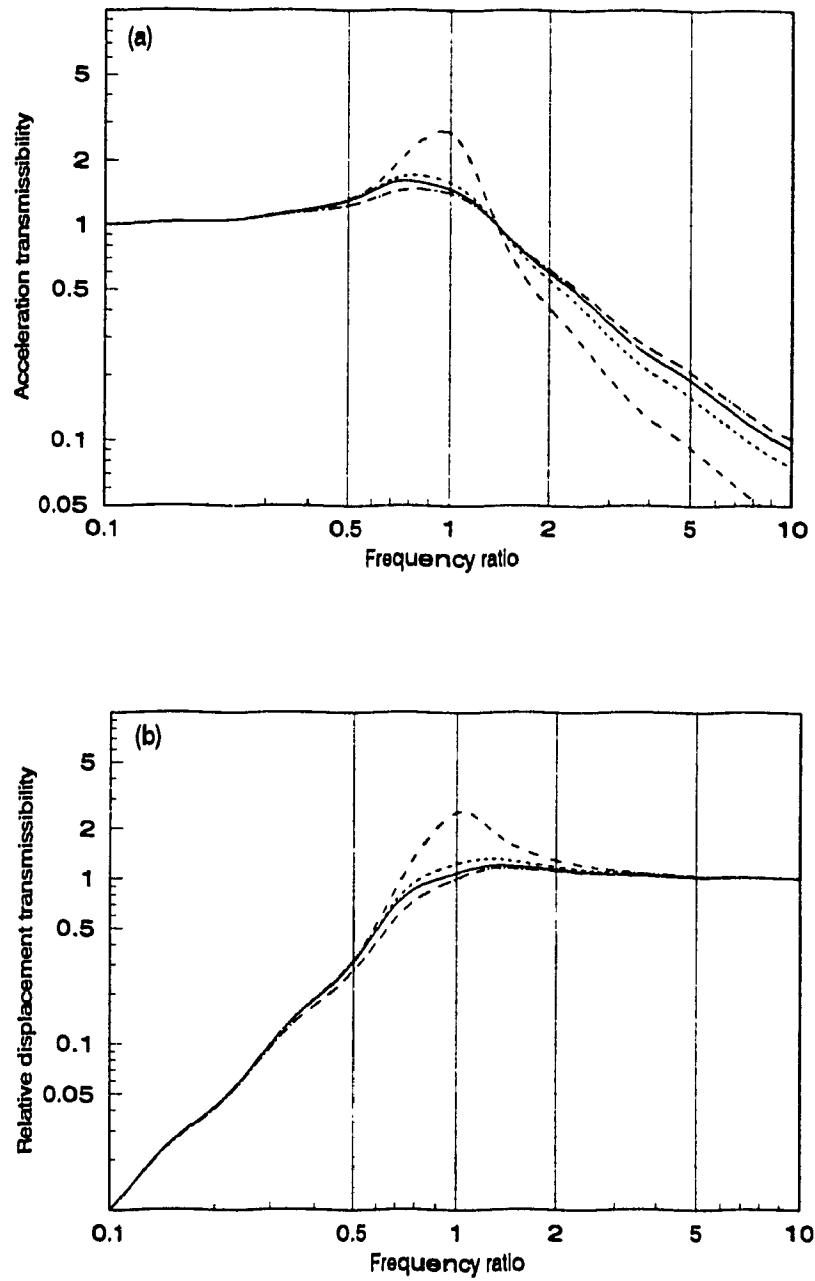 (a)
Acceleration transmissibility
5
2
1
0.5
0.1
0.05
0.1 0.5 1 2 5 10
Frequency ratio
(b)
Relative displacement transmissibility
5
2
1
0.5
0.1
0.05
0.1 0.5 1 2 5 10
Frequency ratio